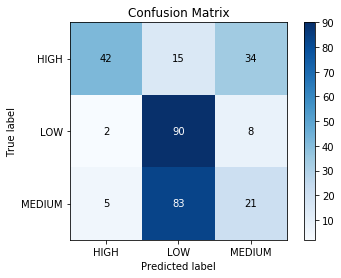 Confusion Matrix
HIGH 42 15 34
LOW 2 90 8
MEDIUM 5 83 21
HIGH LOW MEDIUM
Predicted label
True label
90
80
70
60
50
40
30
20
10